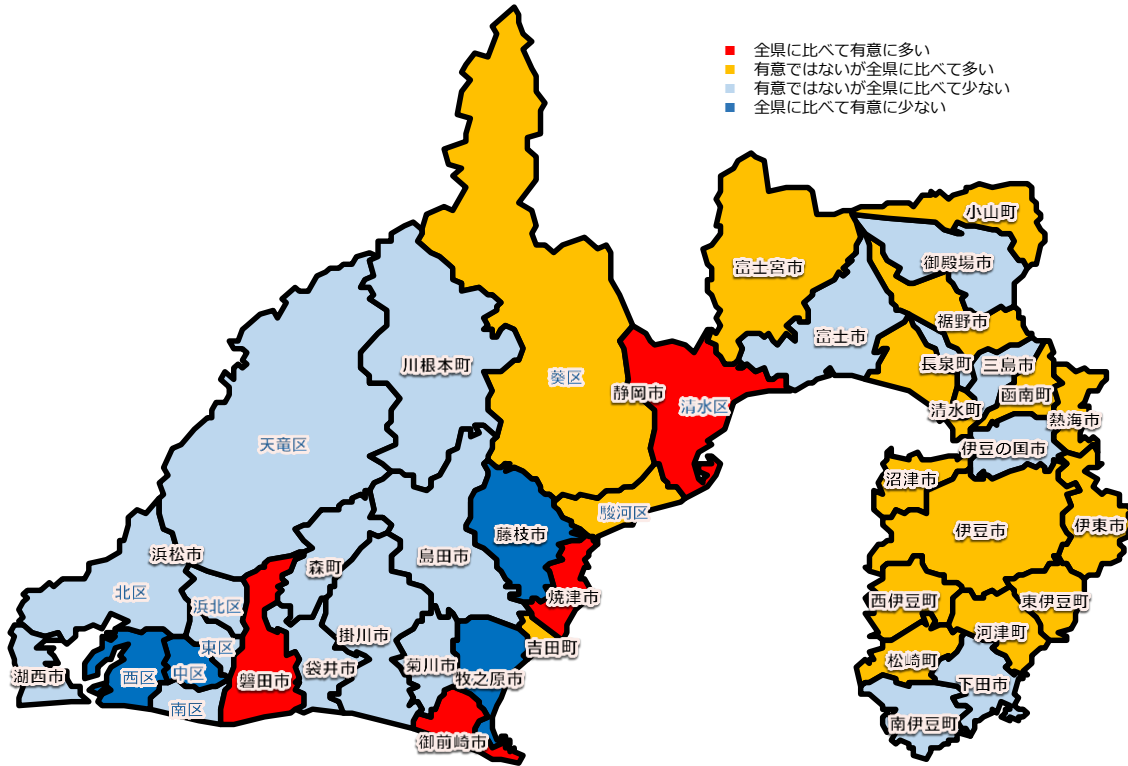 全県に比べて有意に多い
有意ではないが全県に比べて多い
有意ではないが全県に比べて少ない
全県に比べて有意に少ない
小山町
御殿場市
富士宮市
裾野市
富士市
長泉町
三島市
川根本町
葵区
静岡市
清水区
函南町
清水町
熱海市
天竜区
伊豆の国市
沼津市
駿河区
伊東市
伊豆市
藤枝市
島田市
浜松市
森町
北区
浜北区
焼津市
西伊豆町
東伊豆町
掛川市
河津町
東区
吉田町
松崎町
湖西市
西区
中区
磐田市
袋井市
菊川市
牧之原市
下田市
南区
南伊豆町
御前崎市